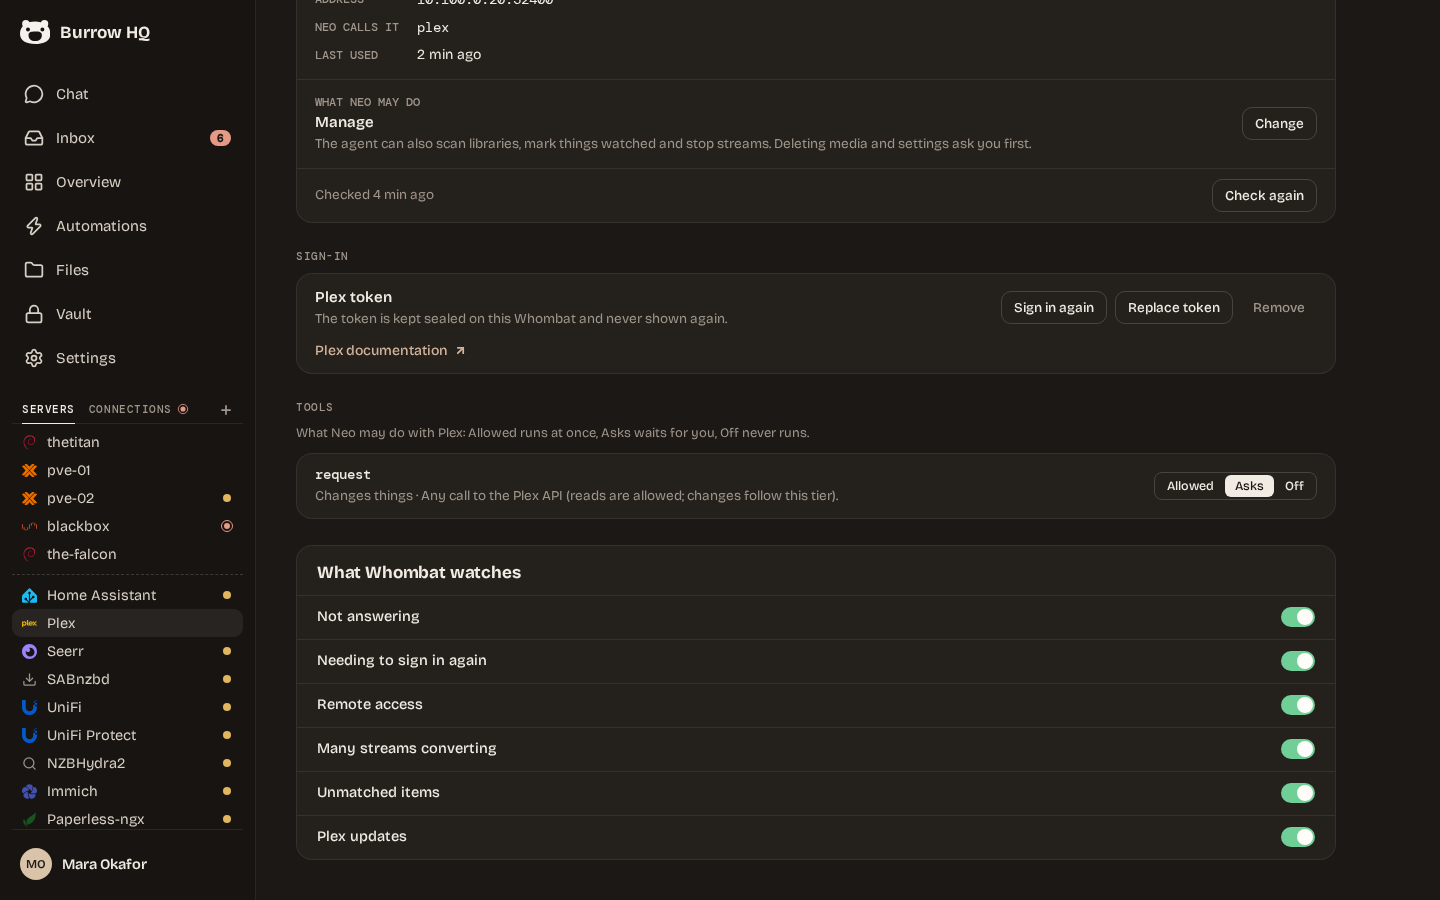 Burrow HQ
Chat
Inbox 6
Overview
Automations
Files
Vault
Settings
SERVERS CONNECTIONS +
thetitan
pve-01
pve-02
blackbox
the-falcon
Home Assistant
plex Plex
Seerr
SABnzbd
UniFi
UniFi Protect
NZBHydra2
Immich
Paperless-ngx
MO Mara Okafor
NEO CALLS IT plex
LAST USED 2 min ago
WHAT NEO MAY DO
Manage
The agent can also scan libraries, mark things watched and stop streams. Deleting media and settings ask you first.
Change
Checked 4 min ago
Check again
SIGN-IN
Plex token
The token is kept sealed on this Whombat and never shown again.
Sign in again Replace token Remove
Plex documentation
TOOLS
What Neo may do with Plex: Allowed runs at once, Asks waits for you, Off never runs.
request
Changes things · Any call to the Plex API (reads are allowed; changes follow this tier).
Allowed Asks Off
What Whombat watches
Not answering
Needing to sign in again
Remote access
Many streams converting
Unmatched items
Plex updates